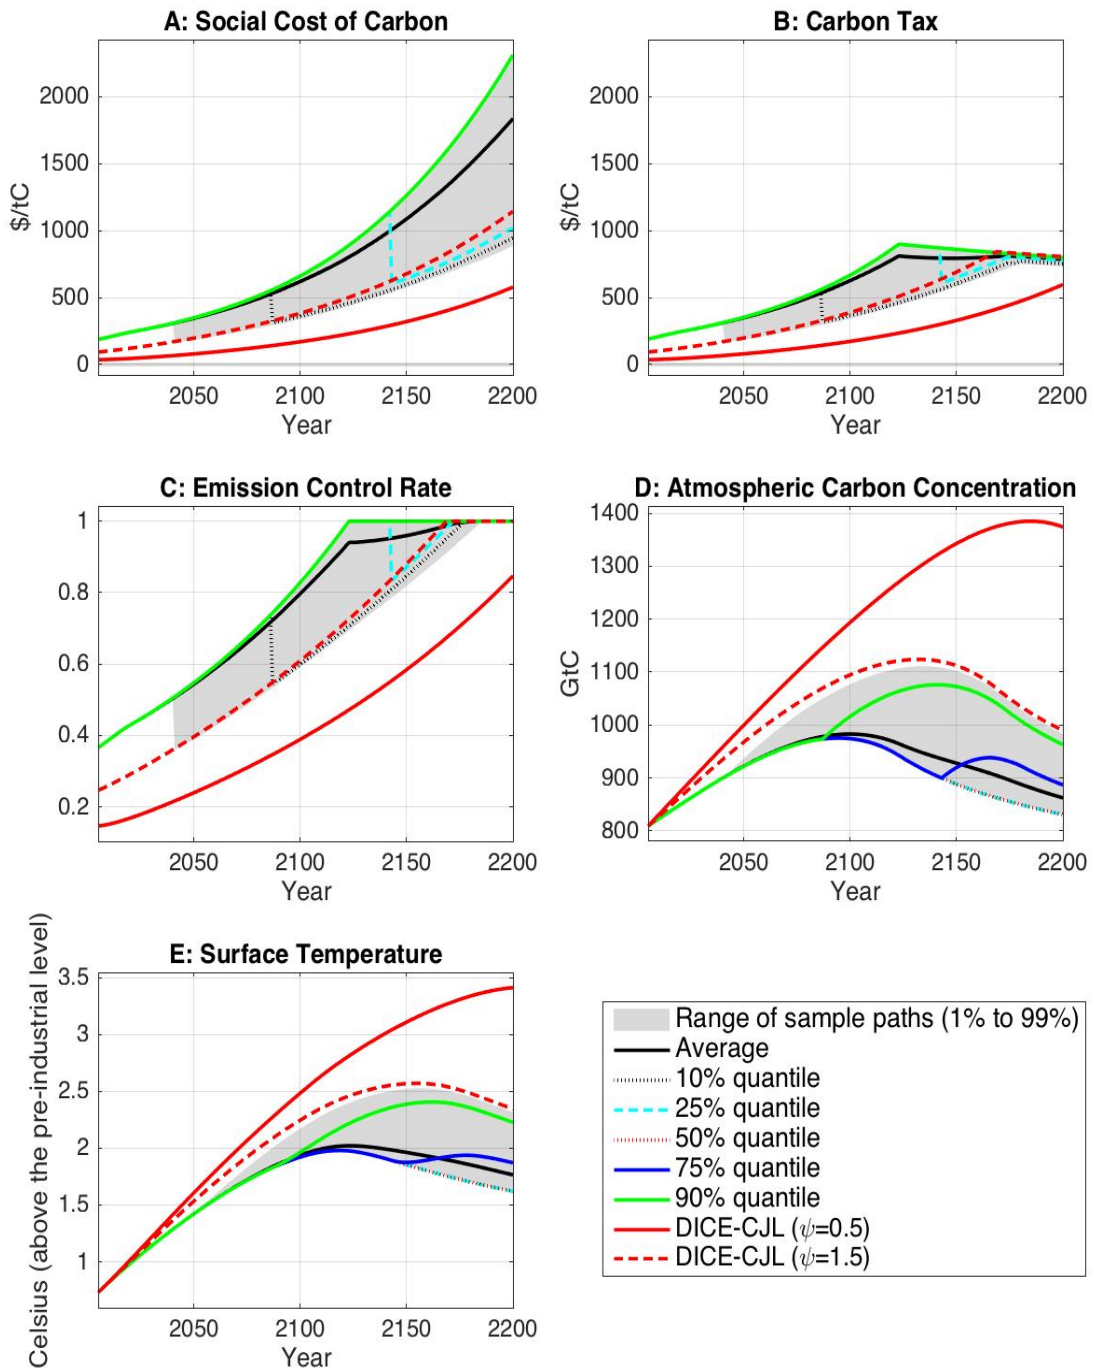 A: Social Cost of Carbon
2000
1500
1000
500
0
$/tC
2050 2100 2150 2200
Year
B: Carbon Tax
2000
1500
1000
500
0
$/tC
2050 2100 2150 2200
Year
C: Emission Control Rate
1
0.8
0.6
0.4
0.2
2050 2100 2150 2200
Year
D: Atmospheric Carbon Concentration
1400
1300
1200
1100
1000
900
800
GtC
2050 2100 2150 2200
Year
E: Surface Temperature
3.5
3
2.5
2
1.5
1
Celsius (above the pre-industrial level)
2050 2100 2150 2200
Year
Range of sample paths (1% to 99%)
Average
10% quantile
25% quantile
50% quantile
75% quantile
90% quantile
DICE-CJL (ψ=0.5)
DICE-CJL (ψ=1.5)